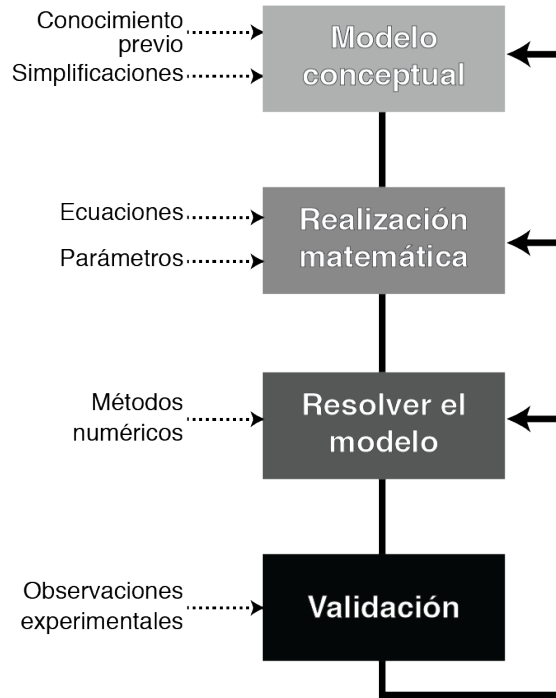 Conocimiento
previo
Simplificaciones
Modelo
conceptual
Ecuaciones
Parámetros
Realización
matemática
Métodos
numéricos
Resolver el
modelo
Observaciones
experimentales
Validación